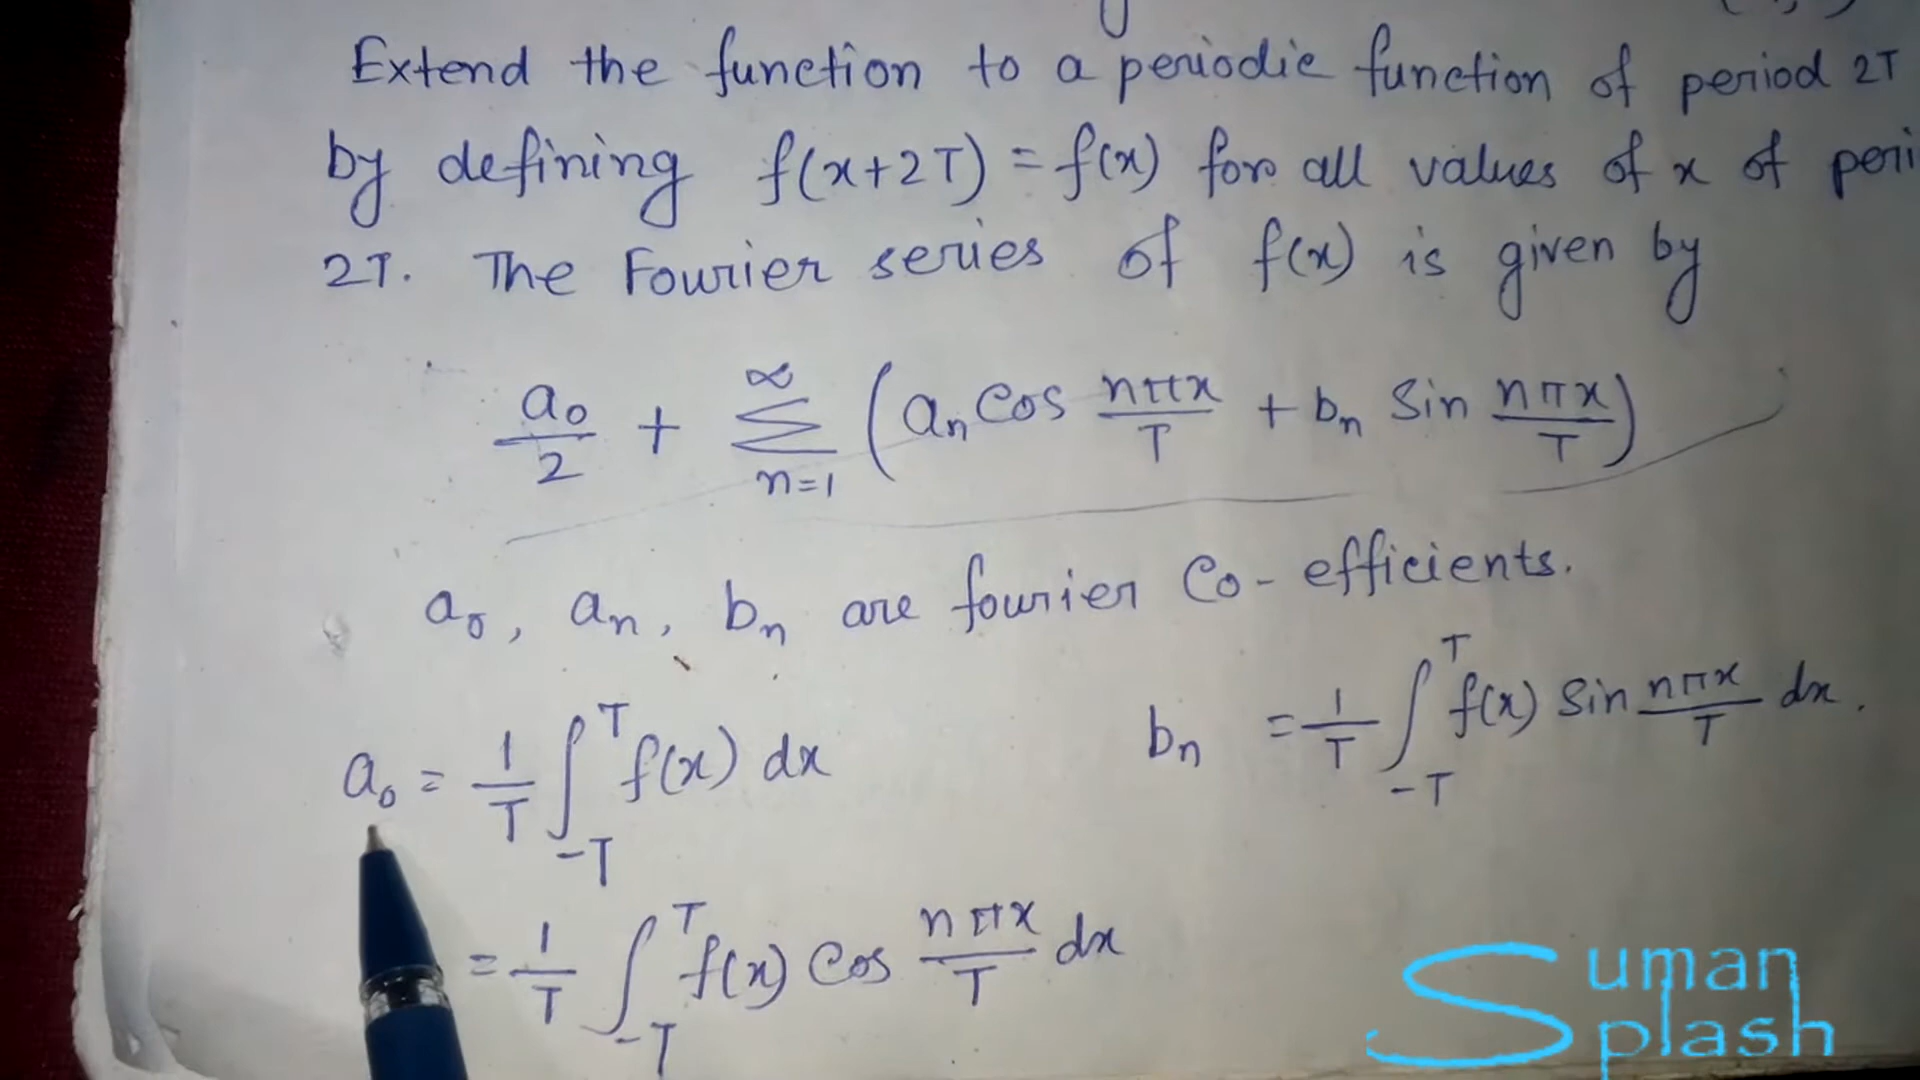 Extend the function to a periodic function of period 2T
by defining f(x+2T) = f(x) for all values of x of peri
2T. The Fourier series of f(x) is given by
a₀/2 + ∑_{n=1}^{∞} (aₙ Cos nπx/T + bₙ Sin nπx/T)
a₀, aₙ, bₙ are fourier Co-efficients.
a₀ = 1/T ∫_{-T}^{T} f(x) dx
bₙ = 1/T ∫_{-T}^{T} f(x) Sin nπx/T dx.
= 1/T ∫_{-T}^{T} f(x) Cos nπx/T dx
Suman
Splash